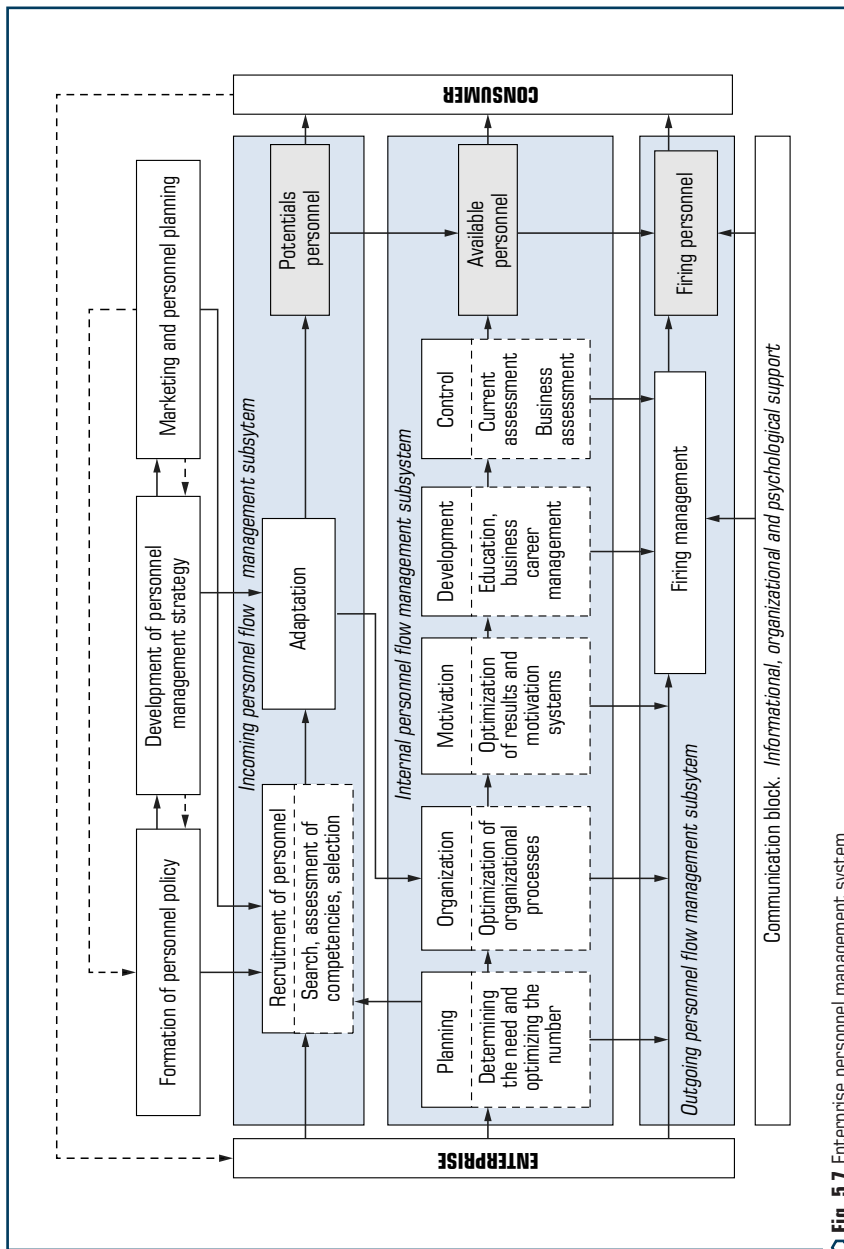 Formation of personnel policy
Development of personnel
management strategy
Marketing and personnel planning
Incoming personnel flow management subsytem
Recruitment of personnel
Search, assessment of
competencies, selection
Adaptation
Potentials
personnel
ENTERPRISE
CONSUMER
Internal personnel flow management subsystem
Planning
Determining
the need and
optimizing the
number
Organization
Optimization of
organizational
processes
Motivation
Optimization
of results and
motivation
systems
Development
Education,
business
career
management
Control
Current
assessment
Business
assessment
Available
personnel
Outgoing personnel flow management subsytem
Firing management
Firing personnel
Communication block. Informational, organizational and psychological support
Fig. 5.7 Enterprise personnel management system